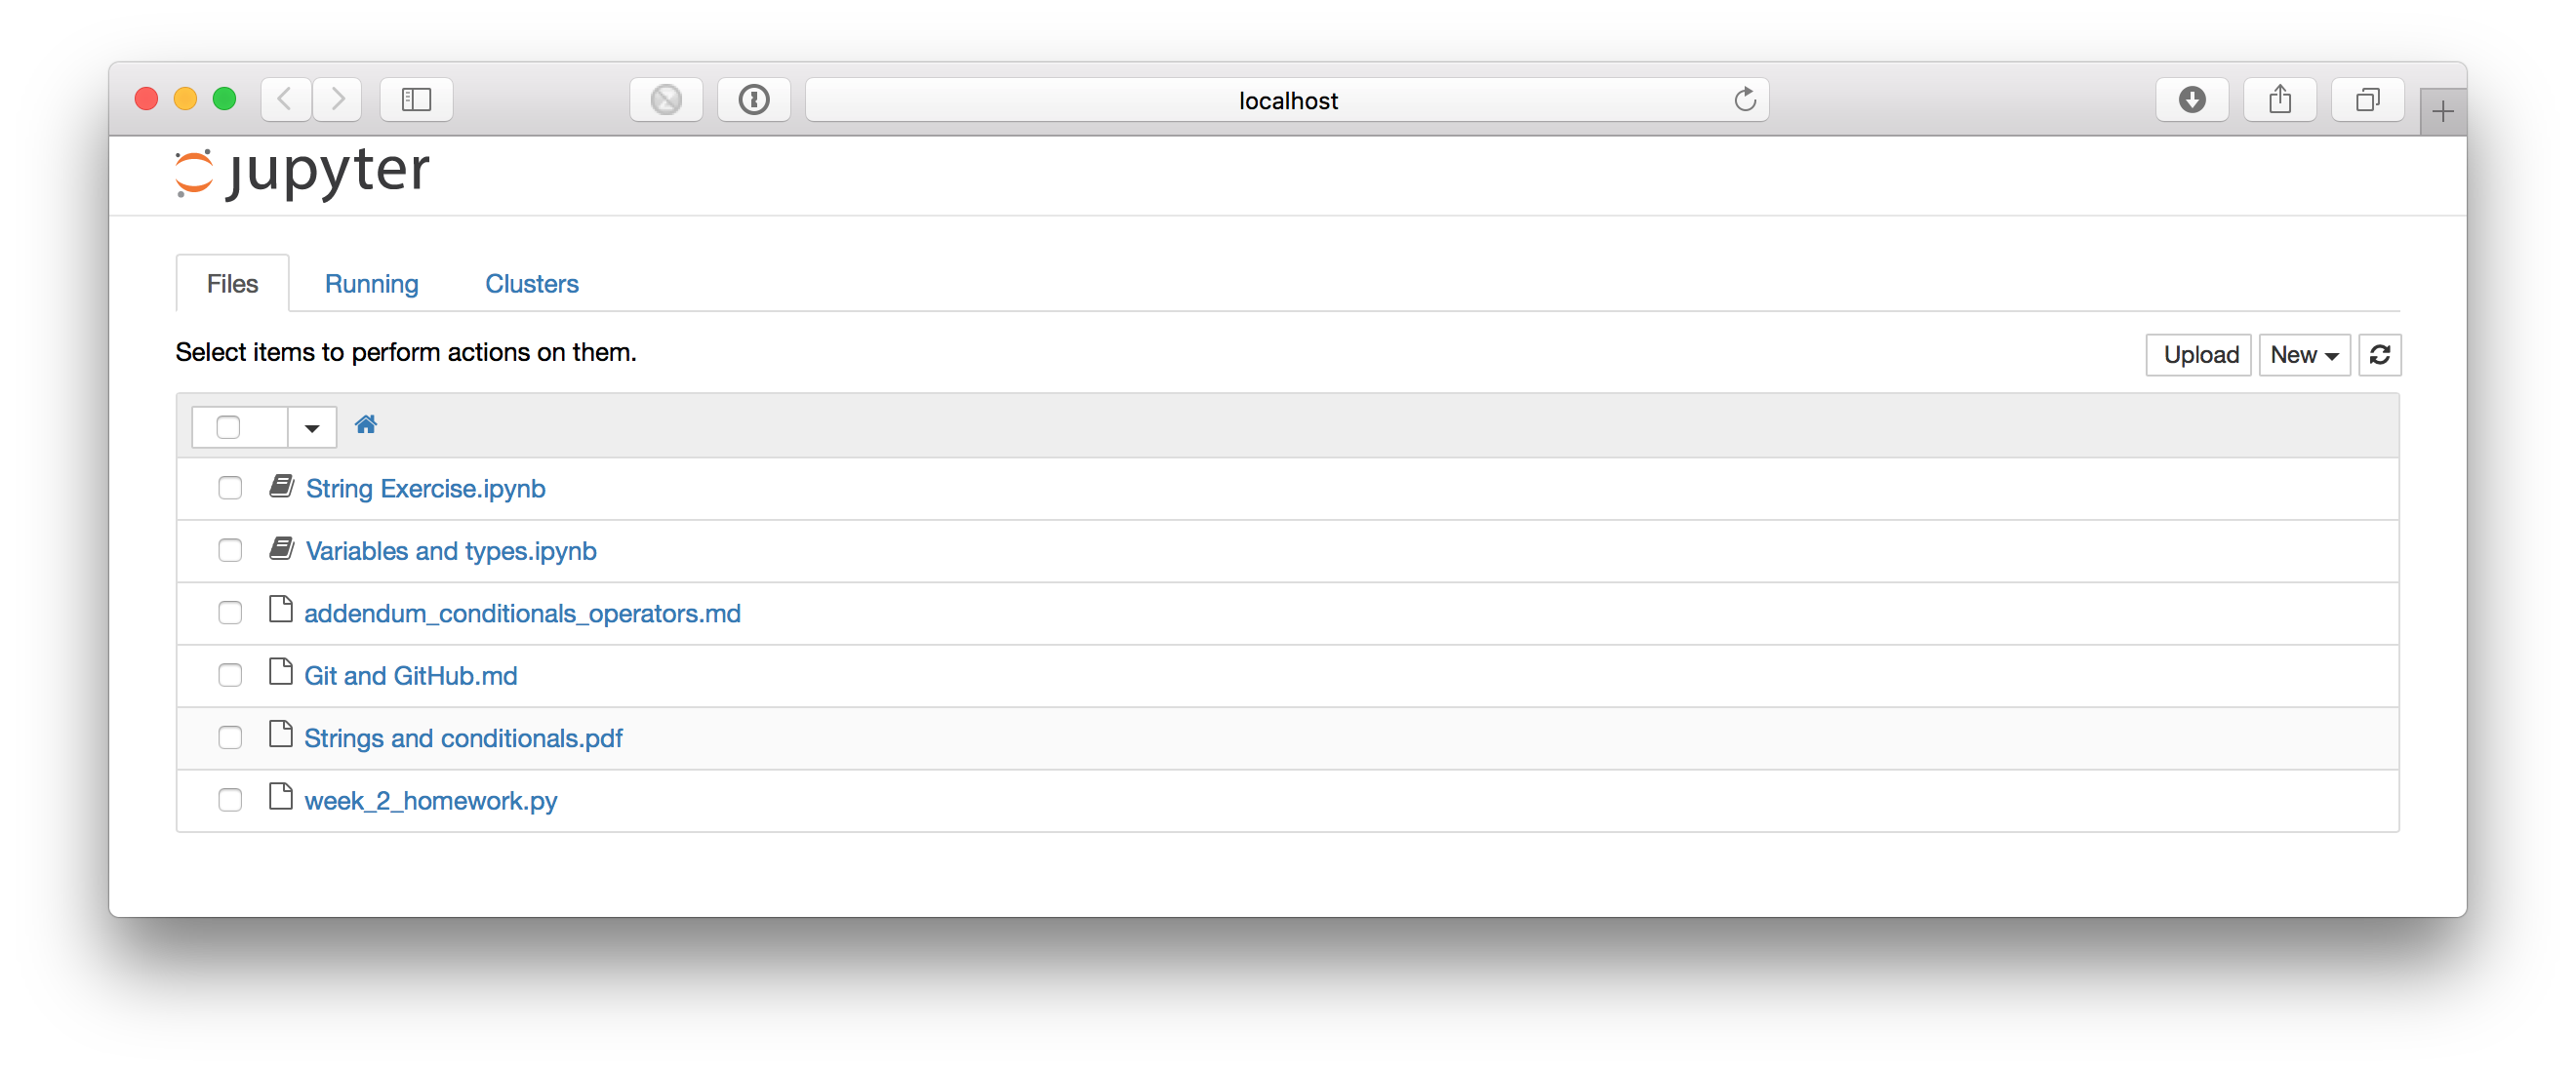 localhost
jupyter
Files Running Clusters
Select items to perform actions on them.
Upload New
String Exercise.ipynb
Variables and types.ipynb
addendum_conditionals_operators.md
Git and GitHub.md
Strings and conditionals.pdf
week_2_homework.py